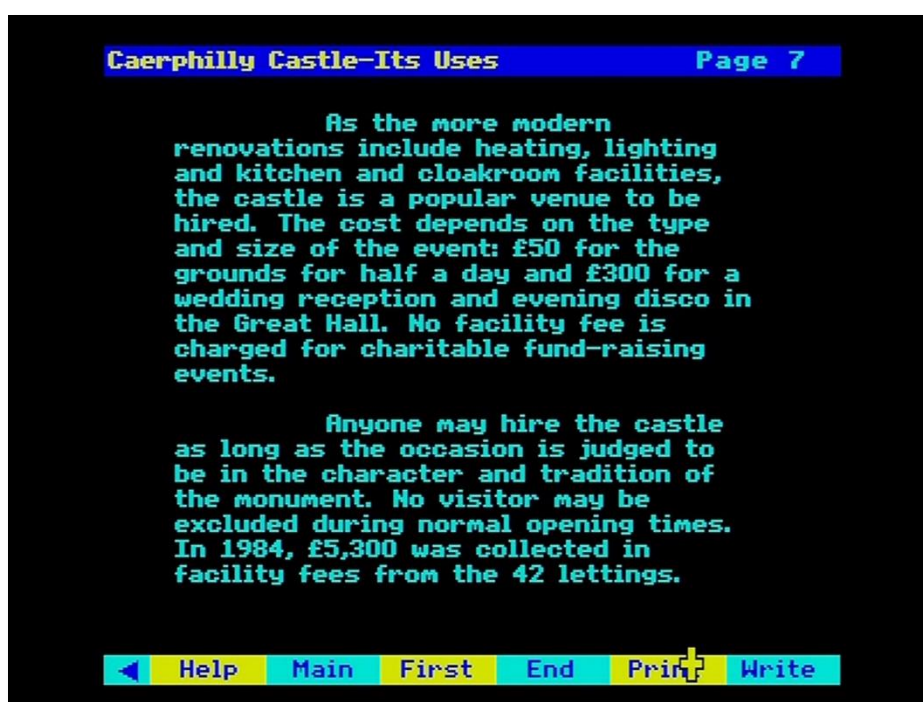 Caerphilly Castle-Its Uses Page 7
As the more modern
renovations include heating, lighting
and kitchen and cloakroom facilities,
the castle is a popular venue to be
hired. The cost depends on the type
and size of the event: £50 for the
grounds for half a day and £300 for a
wedding reception and evening disco in
the Great Hall. No facility fee is
charged for charitable fund-raising
events.
Anyone may hire the castle
as long as the occasion is judged to
be in the character and tradition of
the monument. No visitor may be
excluded during normal opening times.
In 1984, £5,300 was collected in
facility fees from the 42 lettings.
Help Main First End Print Write